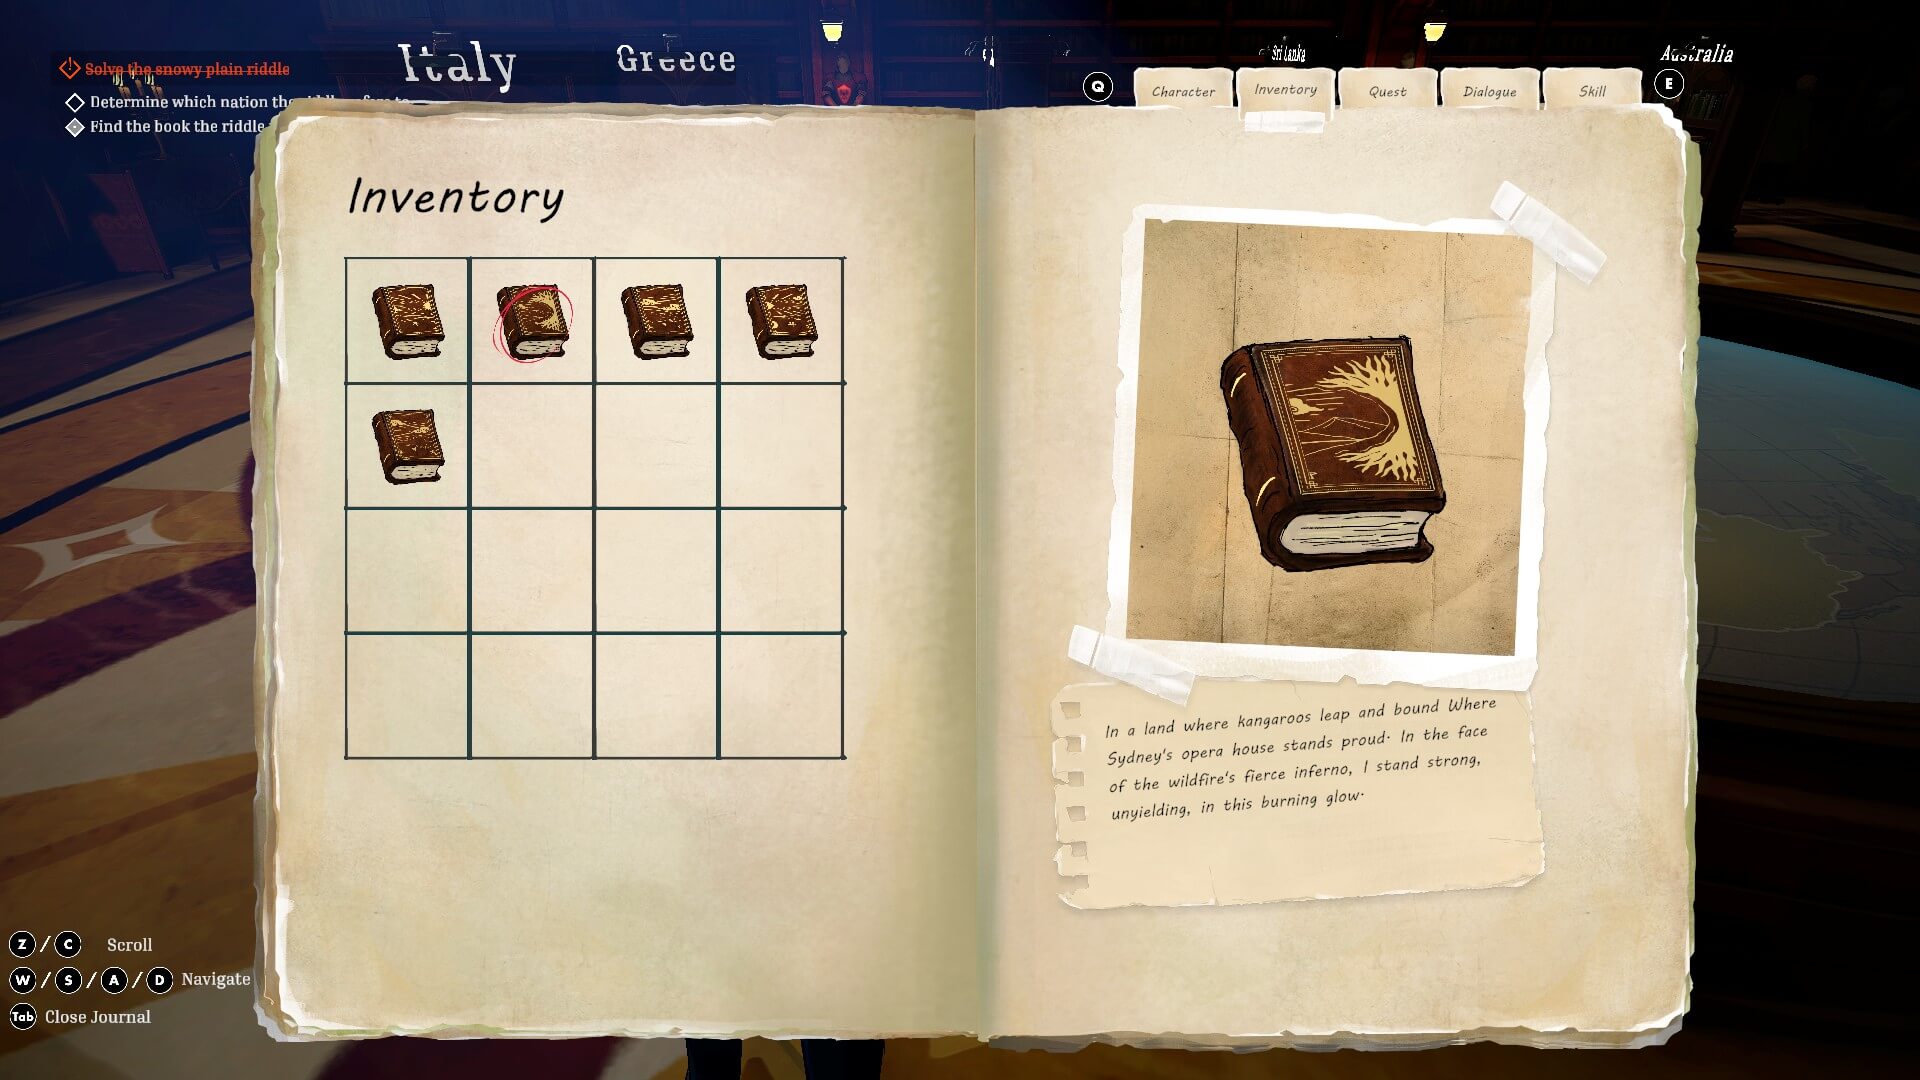 Italy
Greece
Sri Lanka
Australia
Solve the snowy plain riddle
Determine which nation the
Find the book the riddle
Q
Character
Inventory
Quest
Dialogue
Skill
E
Inventory
In a land where kangaroos leap and bound Where
Sydney's opera house stands proud. In the face
of the wildfire's fierce inferno, I stand strong,
unyielding, in this burning glow.
Z / C Scroll
W / S / A / D Navigate
Tab Close Journal